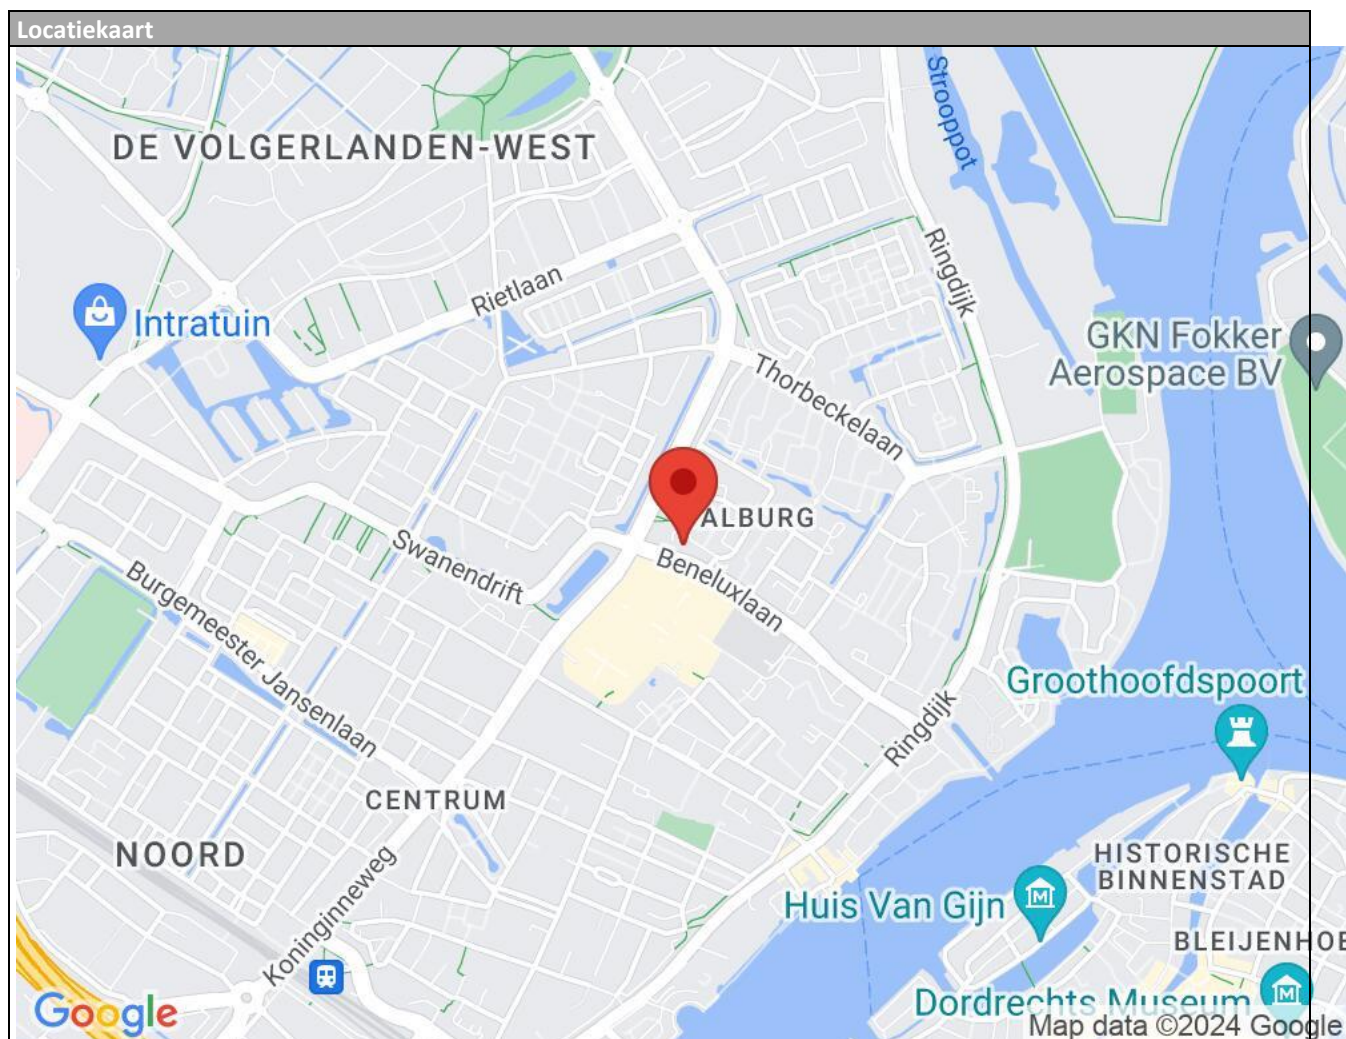 Locatiekaart
Strooppot
DE VOLGERLANDEN-WEST
Ringdijk
Rietlaan
Intratuin
GKN Fokker
Aerospace BV
Thorbeckelaan
ALBURG
Swanendrift
Beneluxlaan
Burgemeester Jansenlaan
Groothoofdspoort
Ringdijk
CENTRUM
NOORD
HISTORISCHE
BINNENSTAD
Koninginneweg
Huis Van Gijn
BLEIJENHOE
Dordrechts Museum
Google
Map data ©2024 Google